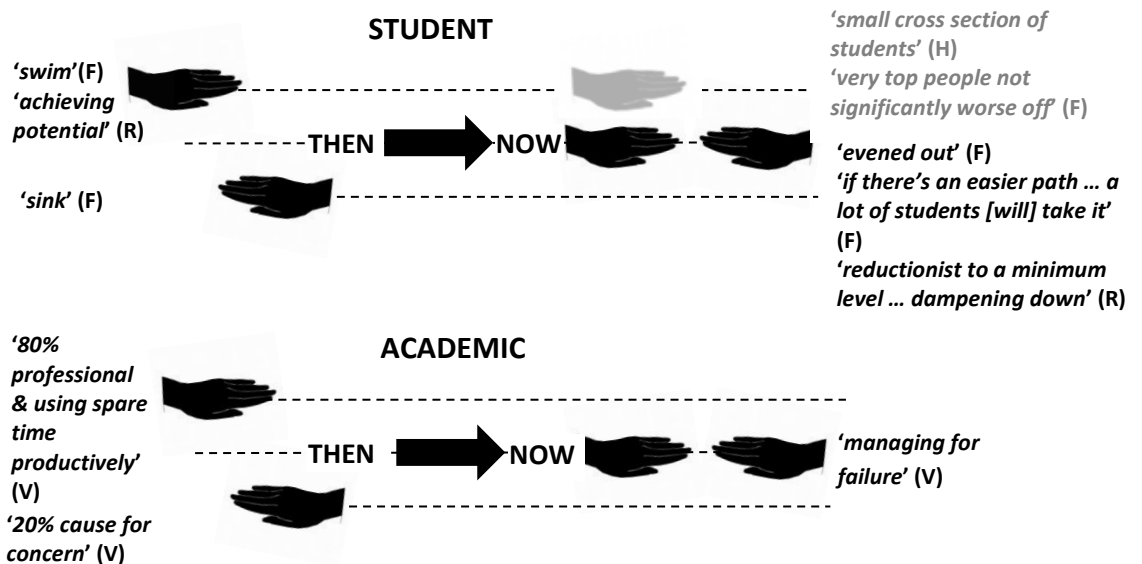 STUDENT
‘swim’(F)
‘achieving
potential’ (R)
‘sink’ (F)
THEN
NOW
‘small cross section of
students’ (H)
‘very top people not
significantly worse off’ (F)
‘evened out’ (F)
‘if there’s an easier path … a
lot of students [will] take it’
(F)
‘reductionist to a minimum
level … dampening down’ (R)
ACADEMIC
‘80%
professional
& using spare
time
productively’
(V)
‘20% cause for
concern’ (V)
THEN
NOW
‘managing for
failure’ (V)